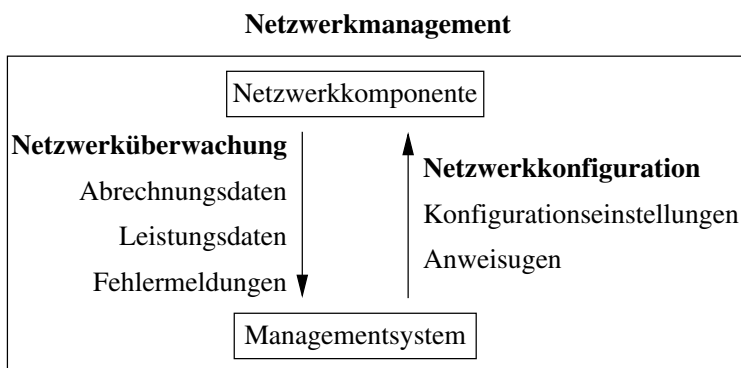 Netzwerkmanagement
Netzwerkkomponente
Netzwerküberwachung
Abrechnungsdaten
Leistungsdaten
Fehlermeldungen
Netzwerkkonfiguration
Konfigurationseinstellungen
Anweisugen
Managementsystem